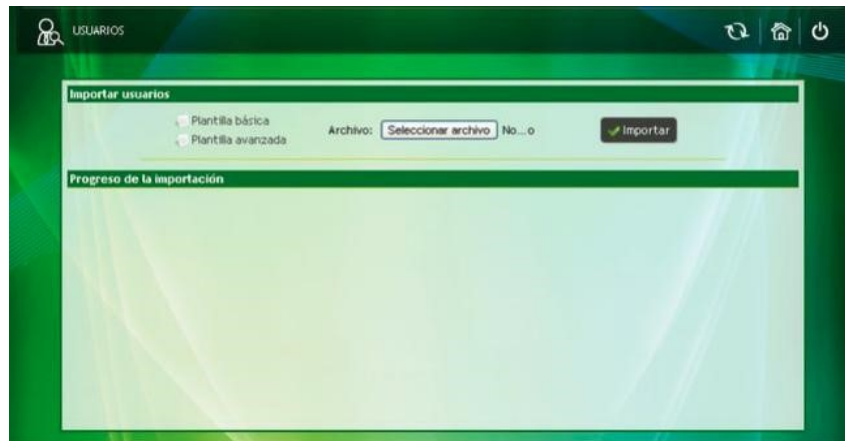 USUARIOS
Importar usuarios
Plantilla básica
Plantilla avanzada
Archivo: Seleccionar archivo No...o
Importar
Progreso de la importación